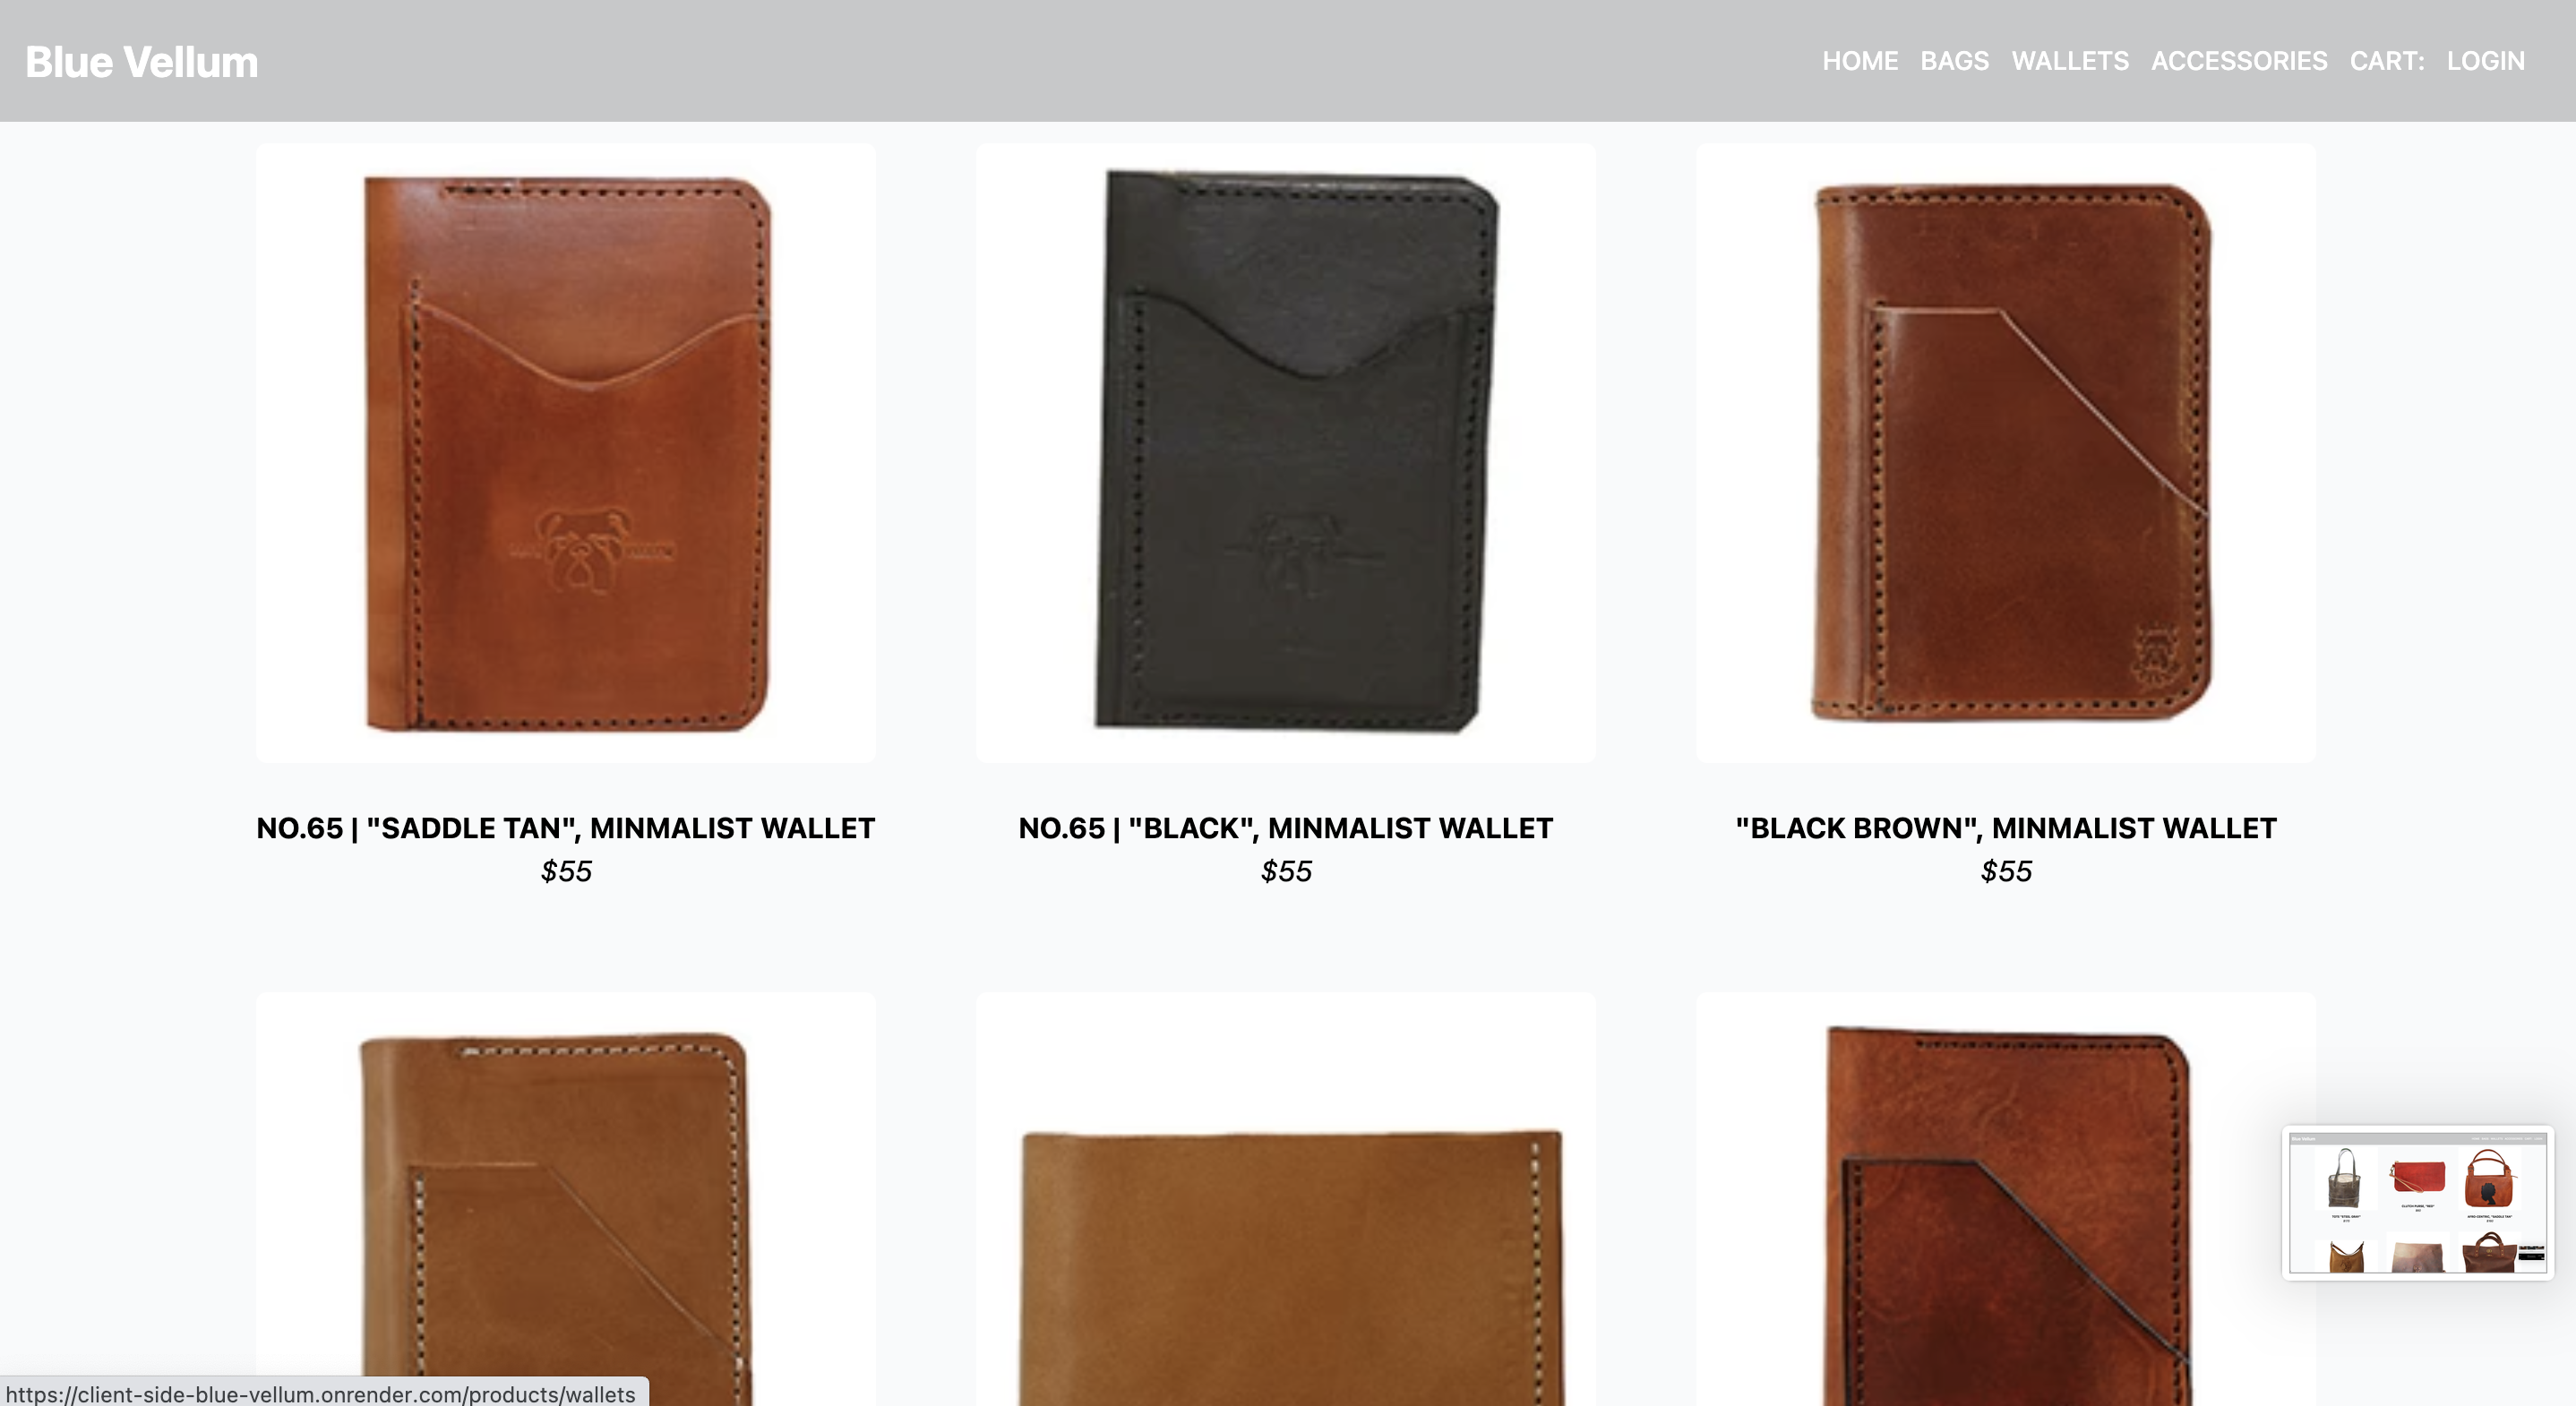 Blue Vellum
HOME BAGS WALLETS ACCESSORIES CART: LOGIN
NO.65 | "SADDLE TAN", MINMALIST WALLET
$55
NO.65 | "BLACK", MINMALIST WALLET
$55
"BLACK BROWN", MINMALIST WALLET
$55
https://client-side-blue-vellum.onrender.com/products/wallets